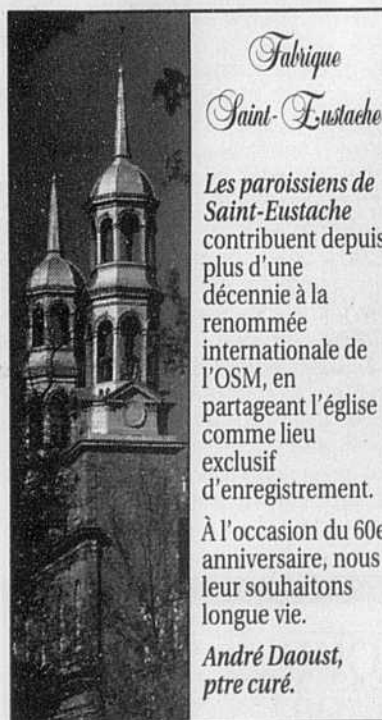 Fabrique
Saint-Eustache
Les paroissiens de
Saint-Eustache
contribuent depuis
plus d'une
décennie à la
renommée
internationale de
l'OSM, en
partageant l'église
comme lieu
exclusif
d'enregistrement.
À l'occasion du 60e
anniversaire, nous
leur souhaitons
longue vie.
André Daoust,
ptre curé.